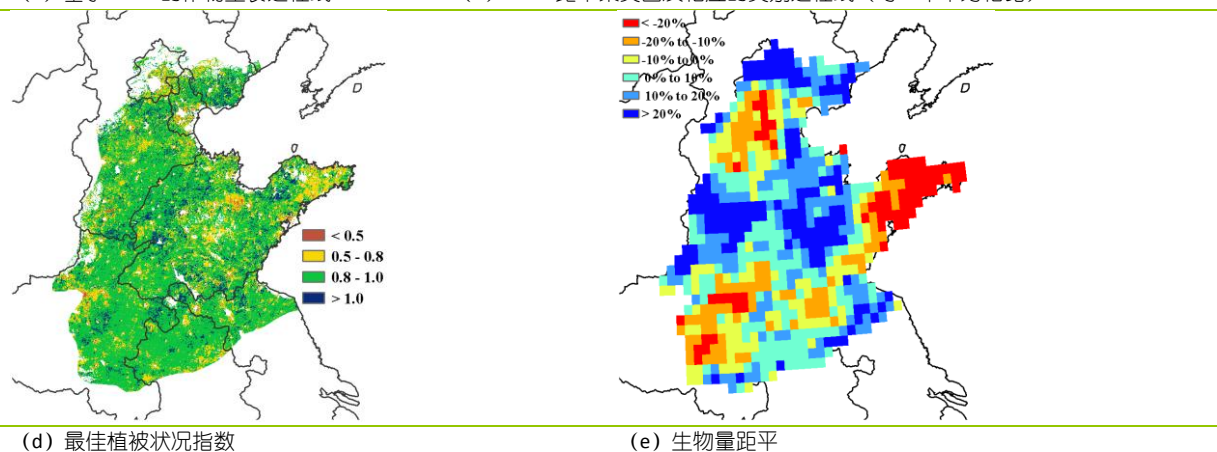 < -20%
-20% to -10%
-10% to 0%
0% to 10%
10% to 20%
> 20%
< 0.5
0.5 - 0.8
0.8 - 1.0
> 1.0
(d) 最佳植被状况指数
(e) 生物量距平